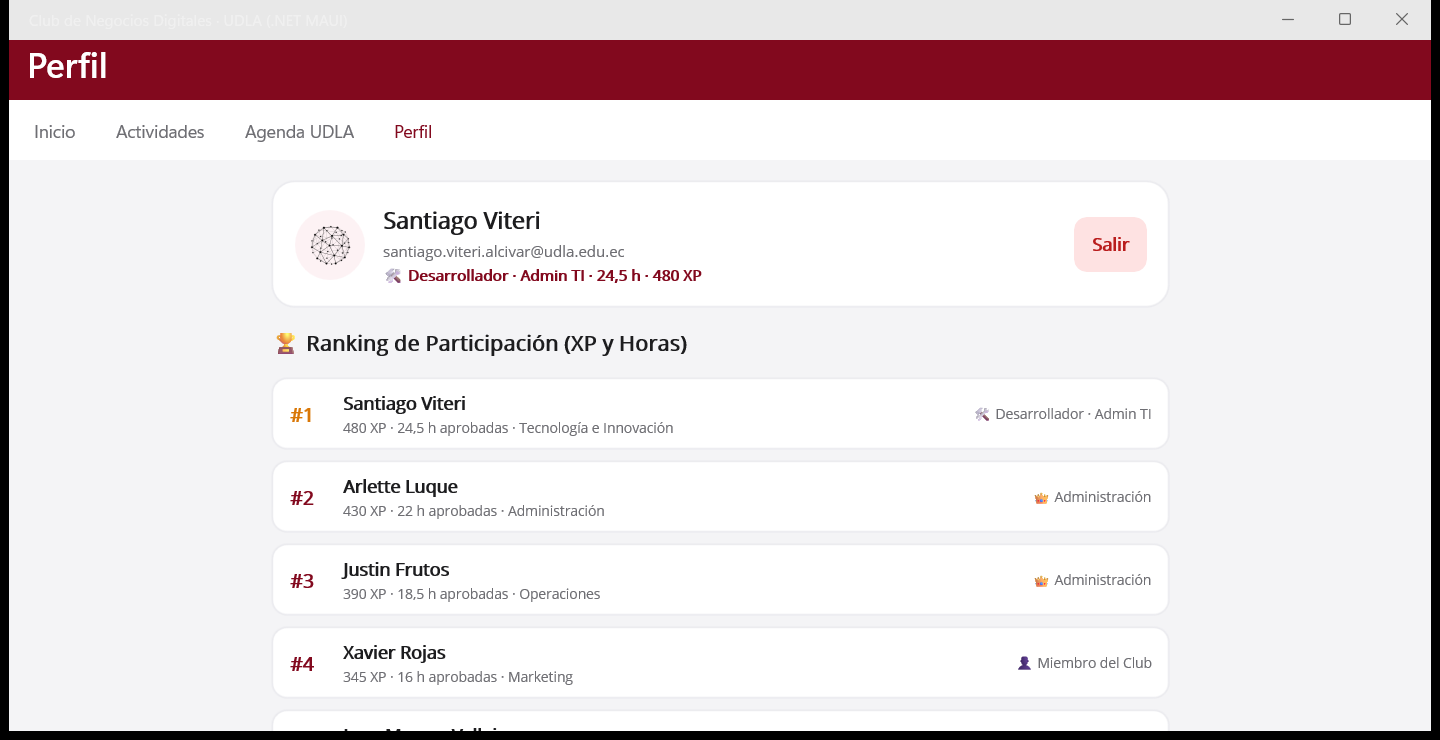 Club de Negocios Digitales - UDLA (.NET MAUI)
Perfil
Inicio Actividades Agenda UDLA Perfil
Santiago Viteri
santiago.viteri.alcivar@udla.edu.ec
Desarrollador · Admin TI · 24,5 h · 480 XP
Salir
Ranking de Participación (XP y Horas)
#1
Santiago Viteri
480 XP · 24,5 h aprobadas · Tecnología e Innovación
Desarrollador · Admin TI
#2
Arlette Luque
430 XP · 22 h aprobadas · Administración
Administración
#3
Justin Frutos
390 XP · 18,5 h aprobadas · Operaciones
Administración
#4
Xavier Rojas
345 XP · 16 h aprobadas · Marketing
Miembro del Club